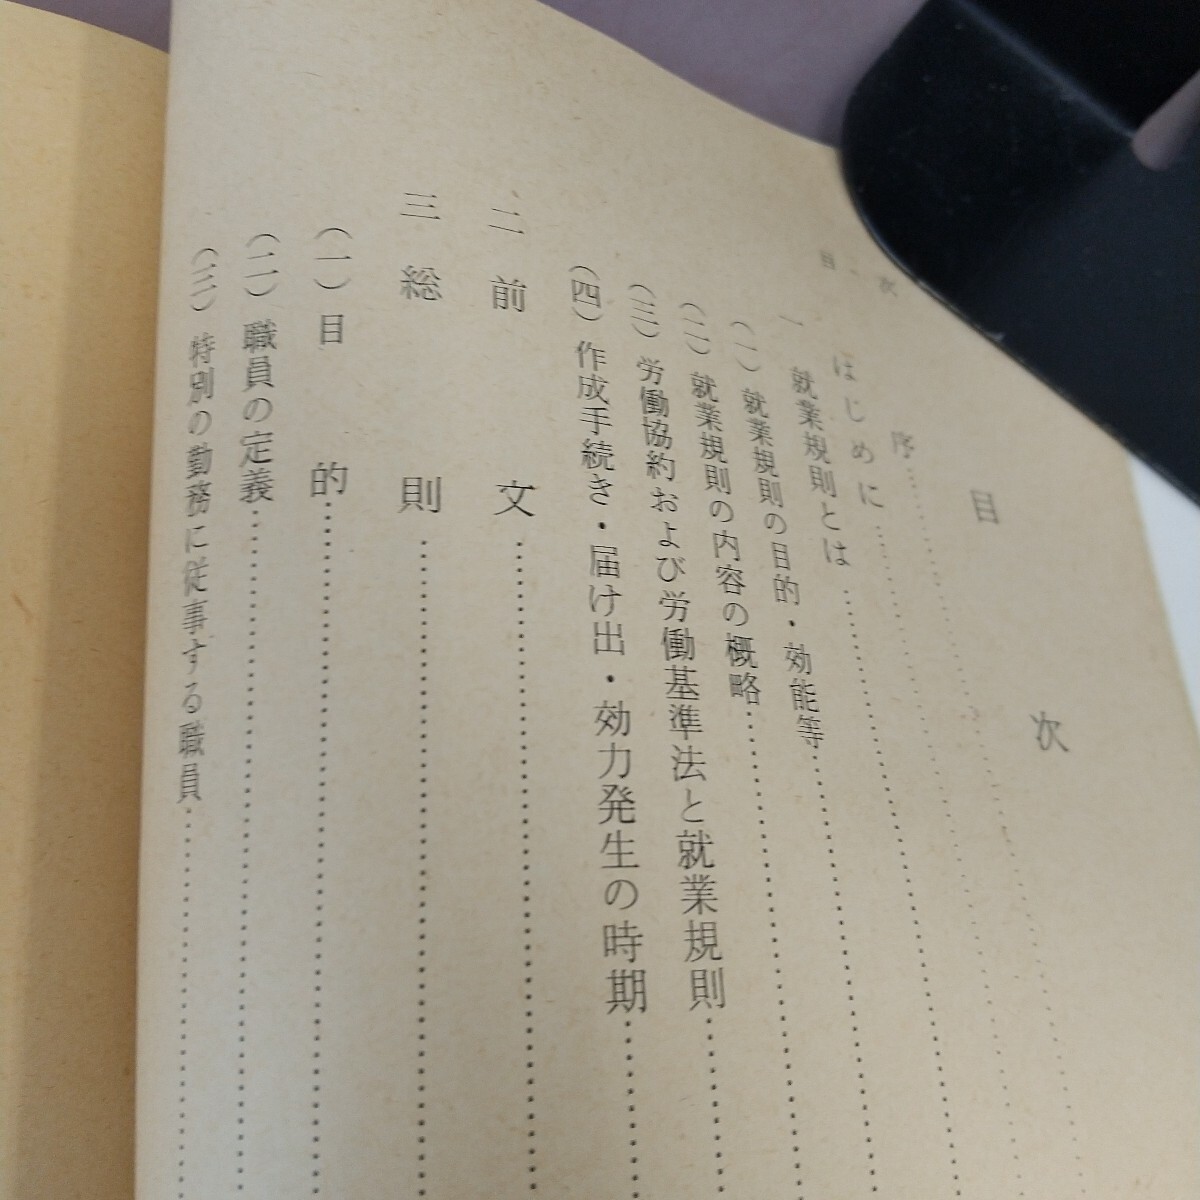 目次
目次
序
はじめに
一 就業規則とは
(一) 就業規則の目的・効能等
(二) 就業規則の内容の概略
(三) 労働協約および労働基準法と就業規則
(四) 作成手続き・届け出・効力発生の時期
二 前文
三 総則
(一) 目的
(二) 職員の定義
(三) 特別の勤務に従事する職員